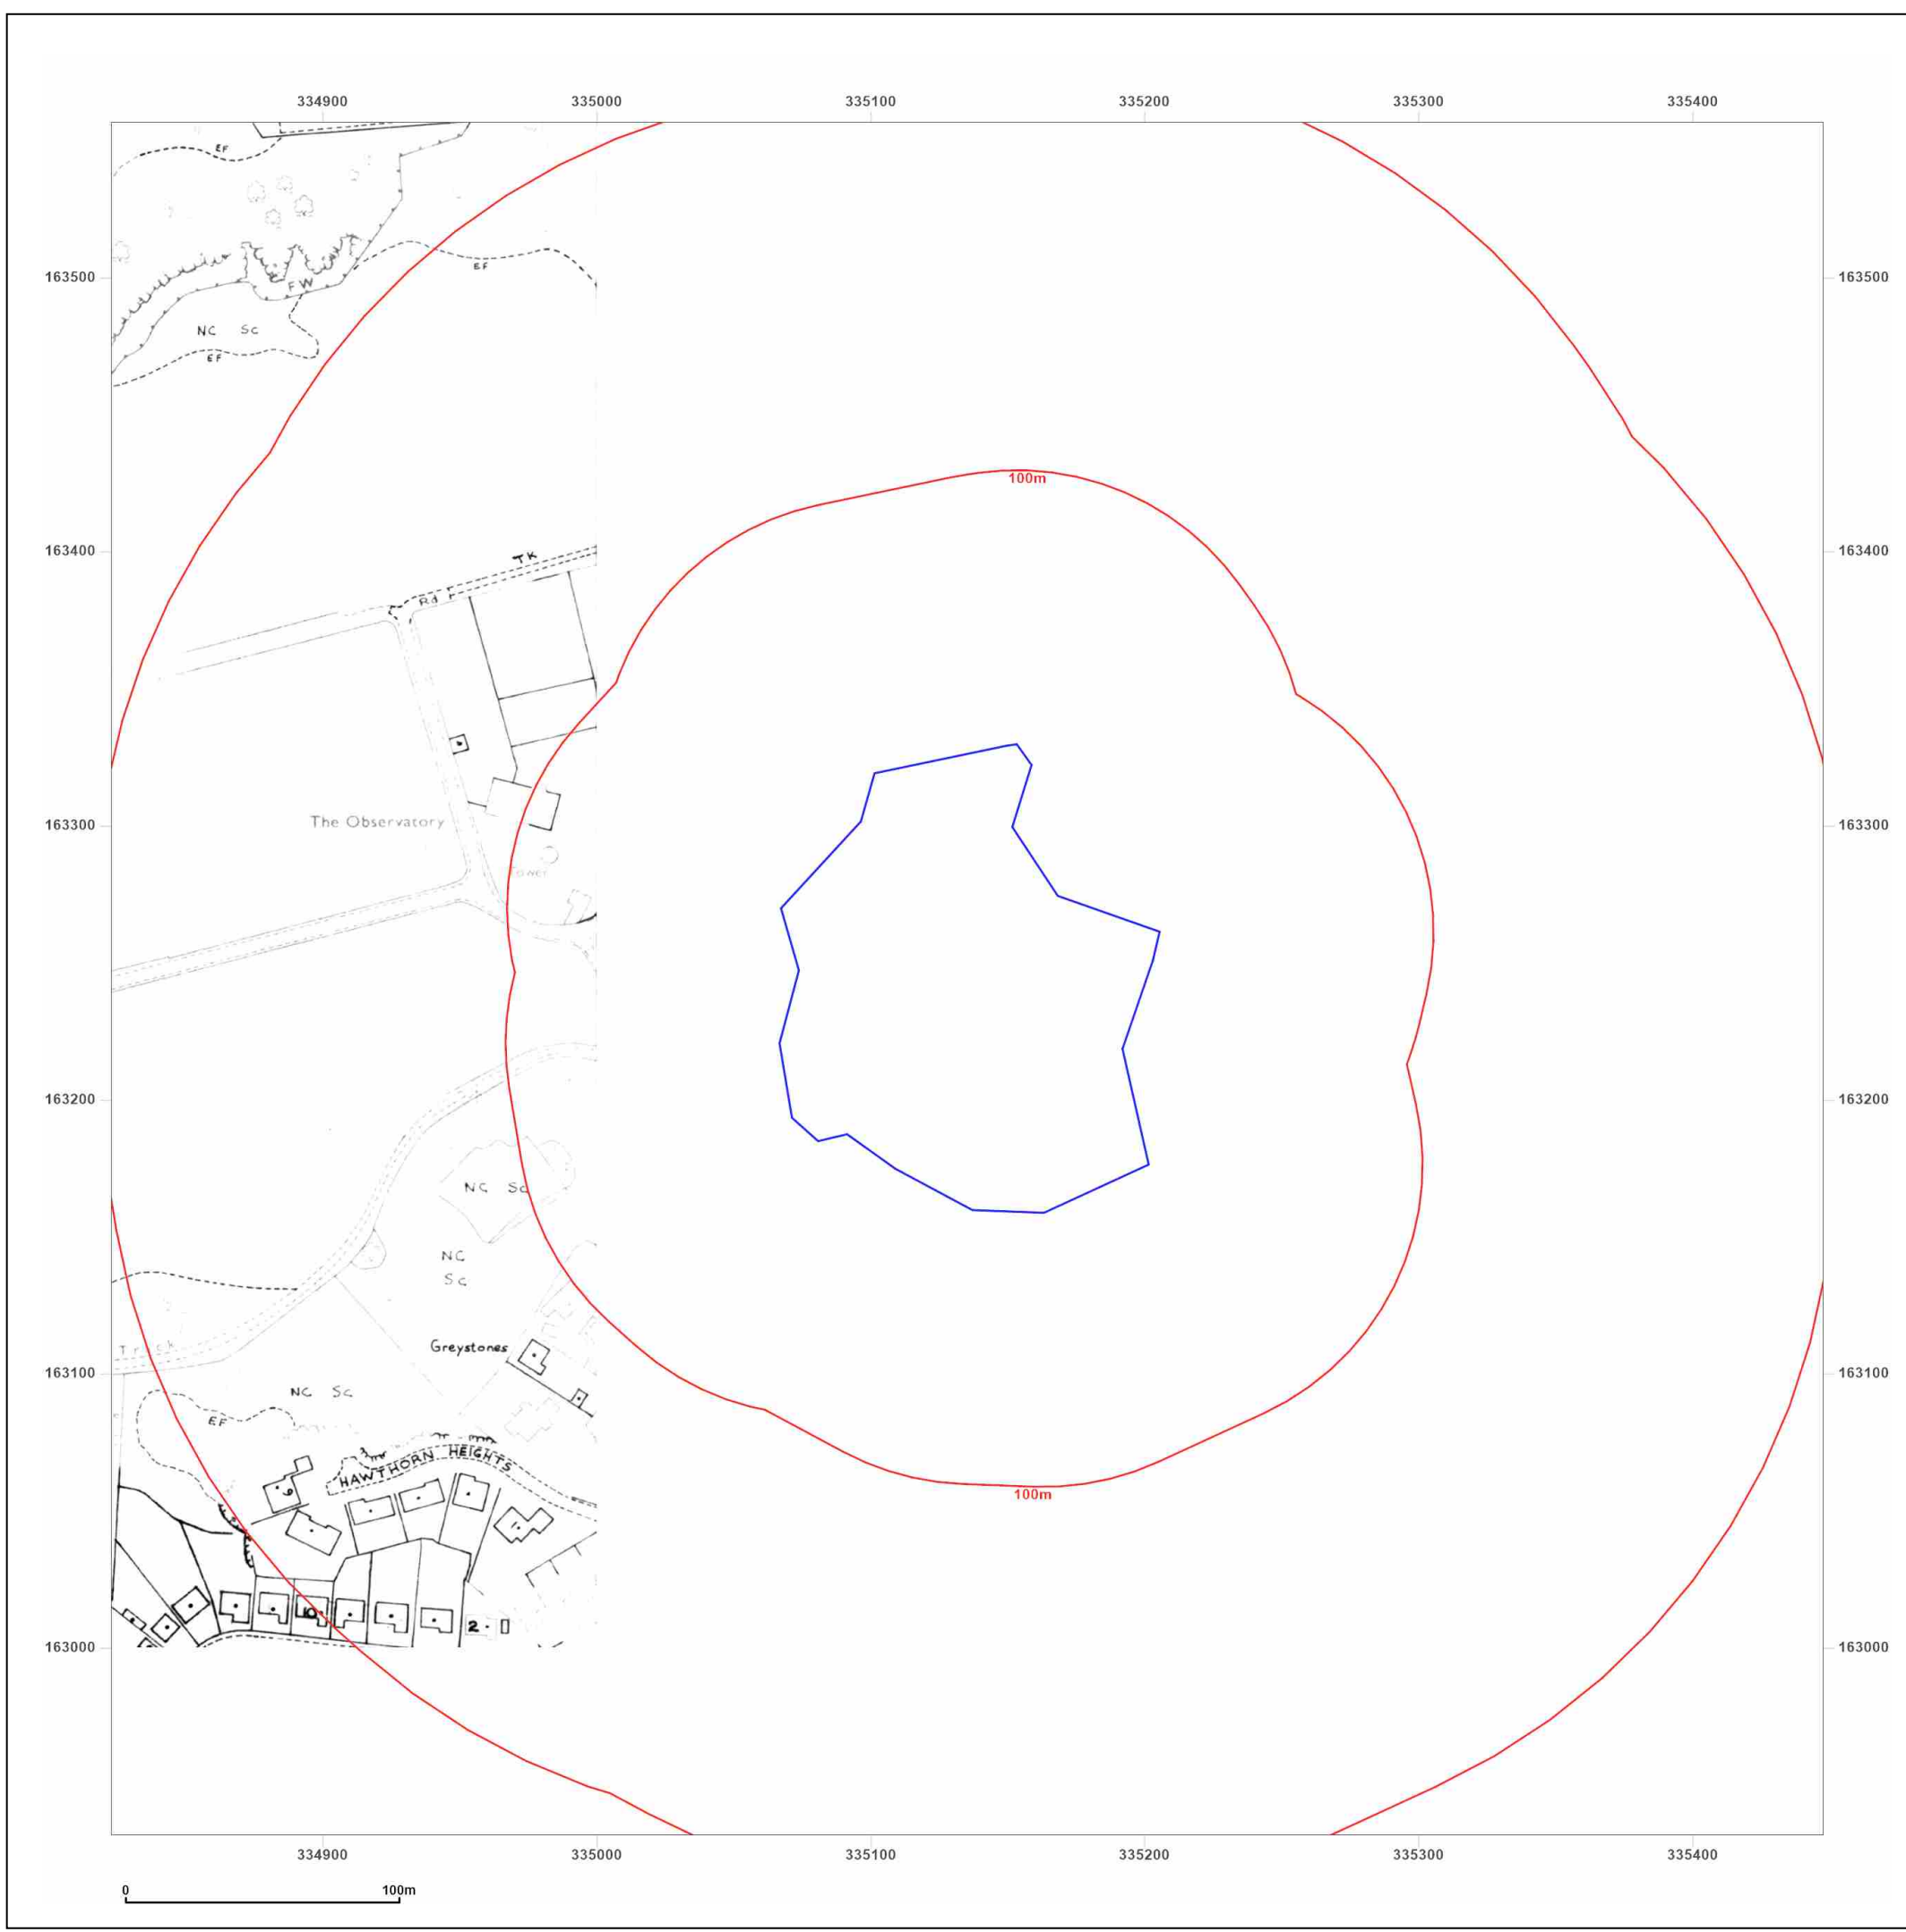 334900 335000 335100 335200 335300 335400
EF
163500 163500
EF
FW
NC Sc
EF
100m
163400 163400
TK
Rd
The Observatory
163300 163300
Tower
163200 163200
NC Sc
NC
Sc
Track
Greystones
163100 163100
NC Sc
EF
HAWTHORN HEIGHTS
9
100m
11
10
2
163000 163000
334900 335000 335100 335200 335300 335400
0 100m